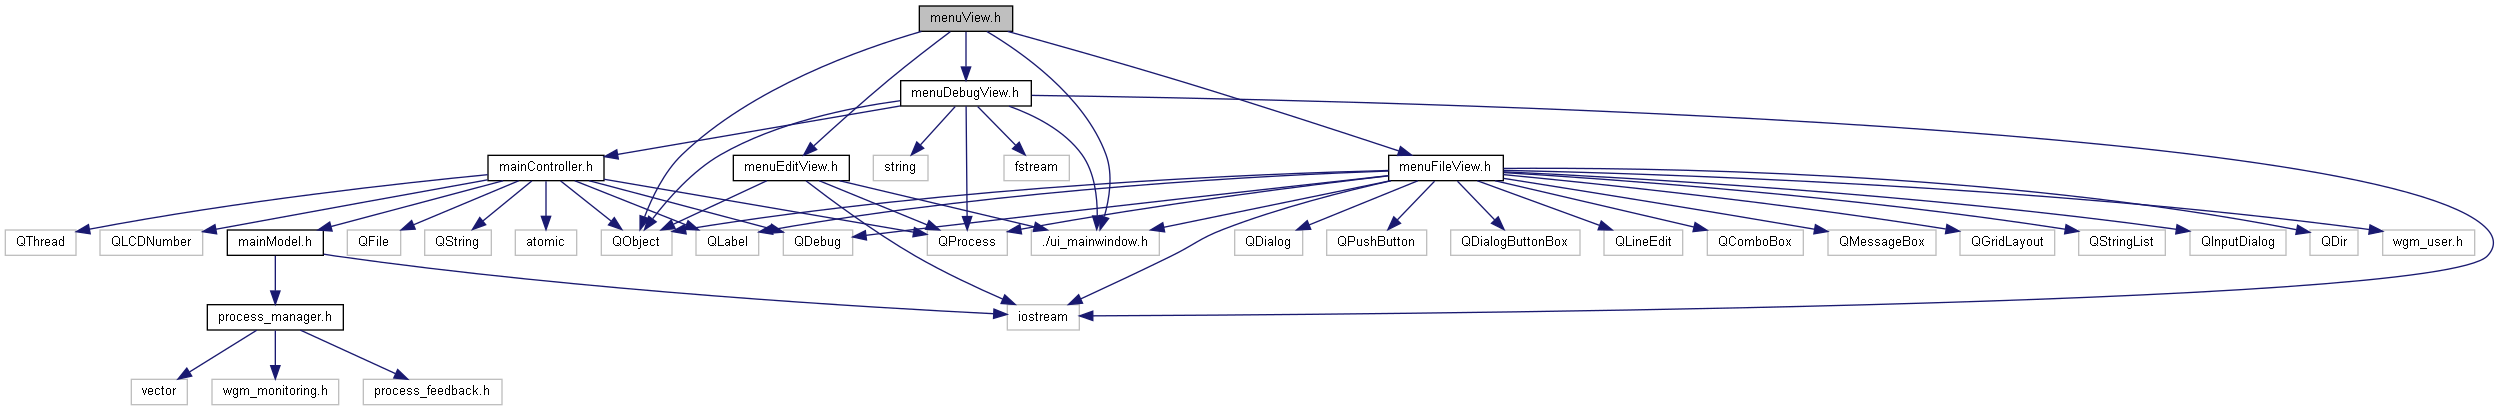 menuView.h
menuDebugView.h
mainController.h
menuEditView.h
string
fstream
menuFileView.h
QThread
QLCDNumber
mainModel.h
QFile
QString
atomic
QObject
QLabel
QDebug
QProcess
./ui_mainwindow.h
QDialog
QPushButton
QDialogButtonBox
QLineEdit
QComboBox
QMessageBox
QGridLayout
QStringList
QInputDialog
QDir
wgm_user.h
process_manager.h
iostream
vector
wgm_monitoring.h
process_feedback.h